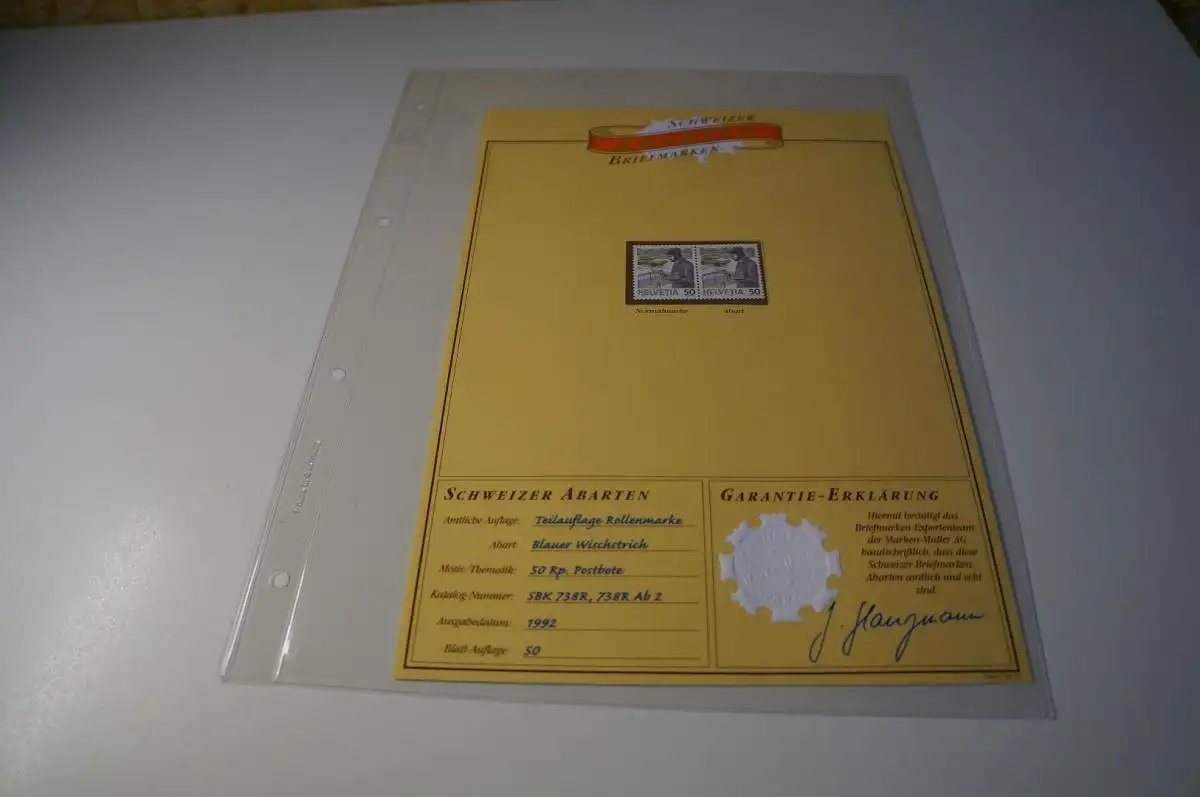 SCHWEIZER
BRIEFMARKEN
HELVETIA 50 HELVETIA 50
Normalmarke Abart
SCHWEIZER ABARTEN
Amtliche Auflage: Teilauflage Rollenmarke
Abart: Blauer Wischstrich
Motiv/Thematik: 50 Rp. Postbote
Katalog-Nummer: SBK 738R, 738R Ab 2
Ausgabedatum: 1992
Blatt-Auflage: 50
GARANTIE-ERKLÄRUNG
Hiermit bestätigt das
Briefmarken-Expertenteam
der Marken-Müller AG
handschriftlich, dass diese
Schweizer Briefmarken-
Abarten amtlich und echt
sind.